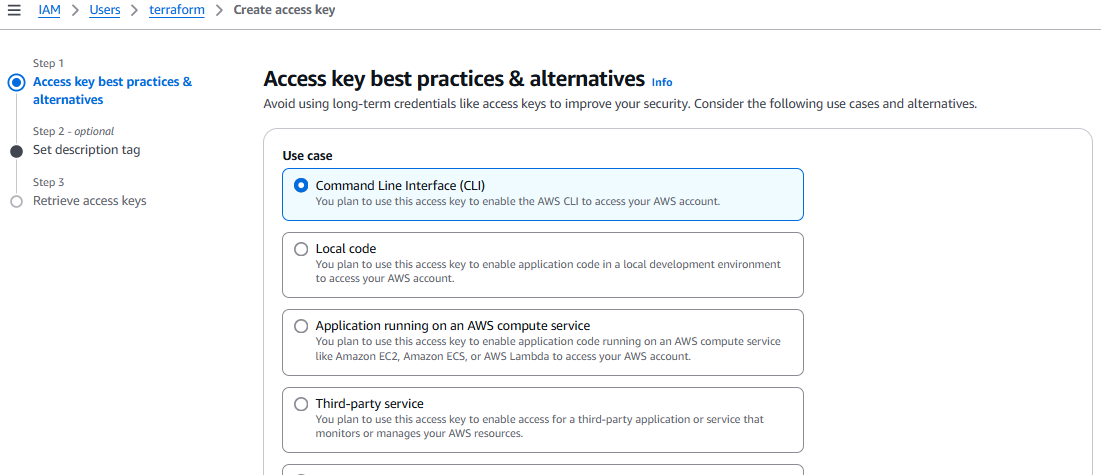 IAM > Users > terraform > Create access key
Step 1
Access key best practices &
alternatives
Step 2 - optional
Set description tag
Step 3
Retrieve access keys
Access key best practices & alternatives Info
Avoid using long-term credentials like access keys to improve your security. Consider the following use cases and alternatives.
Use case
Command Line Interface (CLI)
You plan to use this access key to enable the AWS CLI to access your AWS account.
Local code
You plan to use this access key to enable application code in a local development environment
to access your AWS account.
Application running on an AWS compute service
You plan to use this access key to enable application code running on an AWS compute service
like Amazon EC2, Amazon ECS, or AWS Lambda to access your AWS account.
Third-party service
You plan to use this access key to enable access for a third-party application or service that
monitors or manages your AWS resources.